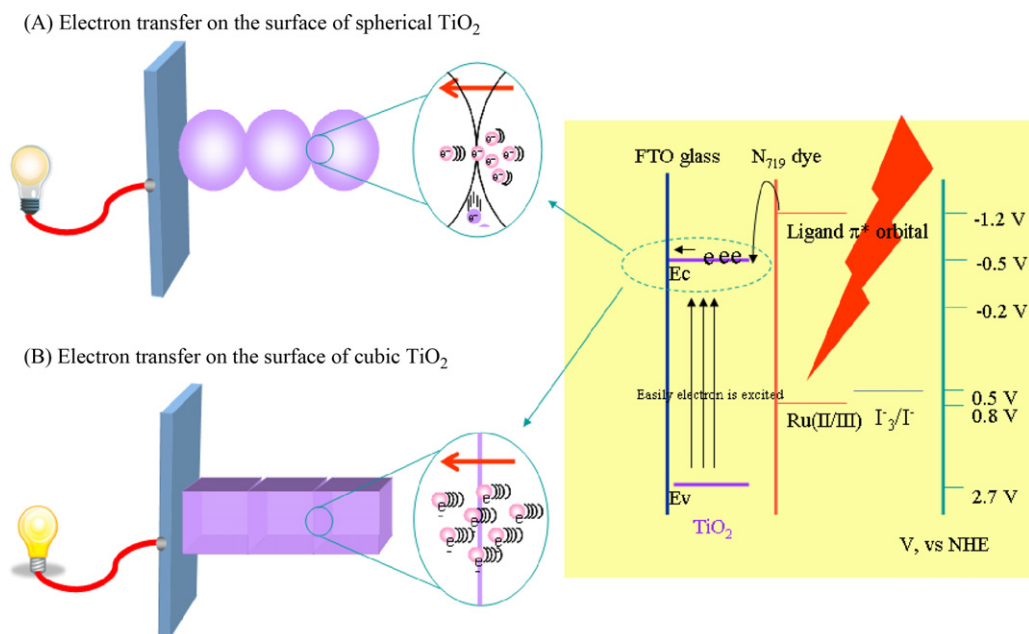 (A) Electron transfer on the surface of spherical TiO₂
e⁻
e⁻
e⁻
e⁻
e⁻
e⁻
e⁻
(B) Electron transfer on the surface of cubic TiO₂
e⁻
e⁻
e⁻
e⁻
e⁻
e⁻
e⁻
FTO glass
N₇₁₉ dye
Ligand π* orbital
-1.2 V
e ee
Ec
-0.5 V
-0.2 V
Easily electron is excited
0.5 V
Ru(II/III)
I⁻₃/I⁻
0.8 V
Ev
2.7 V
TiO₂
V, vs NHE